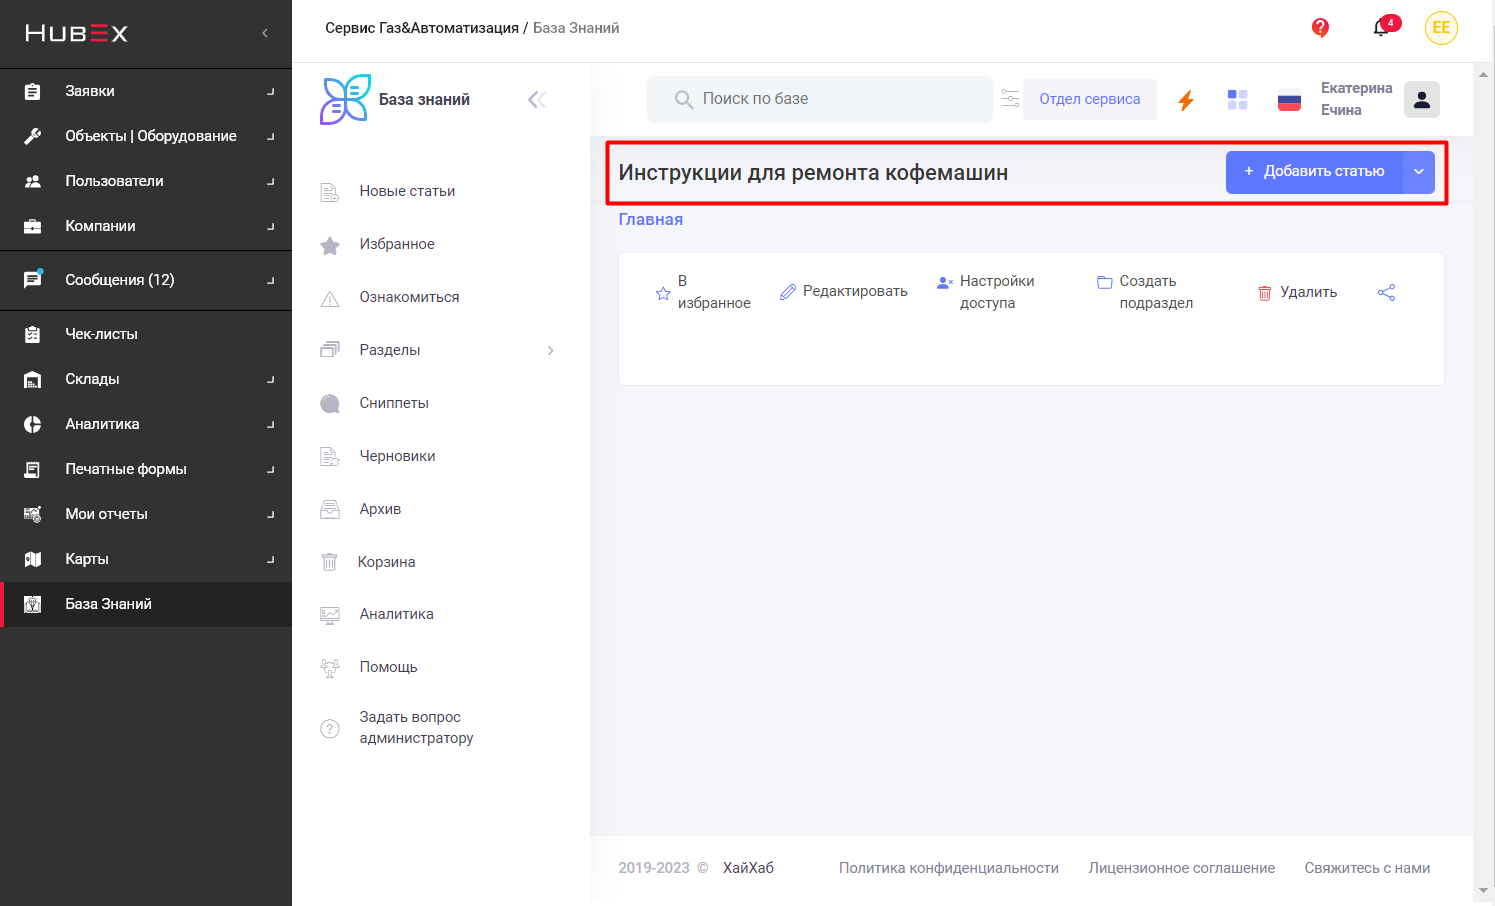 HUBEX
Заявки
Объекты | Оборудование
Пользователи
Компании
Сообщения (12)
Чек-листы
Склады
Аналитика
Печатные формы
Мои отчеты
Карты
База Знаний
Сервис Газ&Автоматизация / База Знаний
4
EE
База знаний
Новые статьи
Избранное
Ознакомиться
Разделы
Сниппеты
Черновики
Архив
Корзина
Аналитика
Помощь
Задать вопрос
администратору
Поиск по базе
Отдел сервиса
Екатерина
Ечина
Инструкции для ремонта кофемашин
+ Добавить статью
Главная
В
избранное
Редактировать
Настройки
доступа
Создать
подраздел
Удалить
2019-2023 © ХайХаб
Политика конфиденциальности
Лицензионное соглашение
Свяжитесь с нами